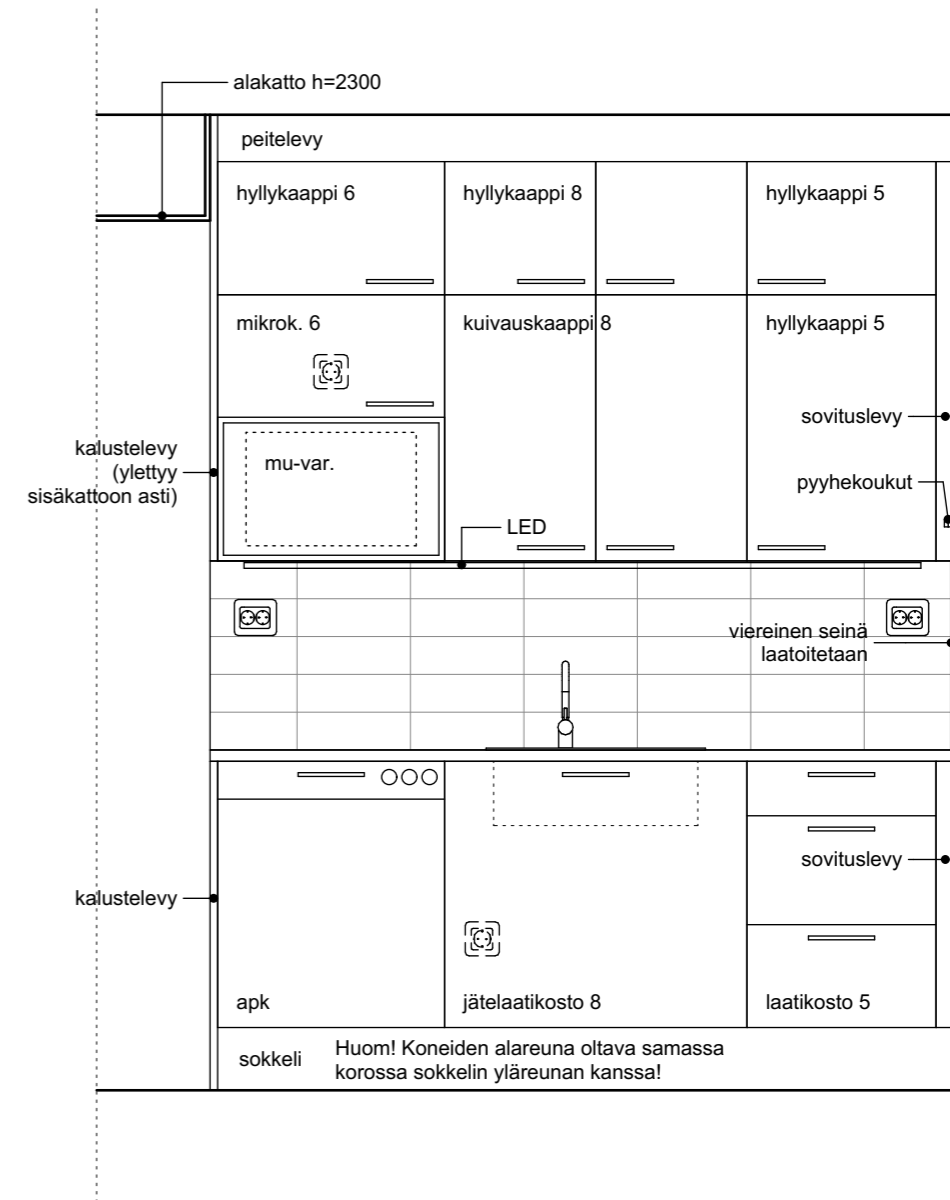 alakatto h=2300
peitelevy
hyllykaappi 6
hyllykaappi 8
hyllykaappi 5
mikrok. 6
kuivauskaappi 8
hyllykaappi 5
sovituslevy
kalustelevy
(ylettyy
sisäkattoon asti)
mu-var.
pyyhekoukut
LED
viereinen seinä
laatoitetaan
sovituslevy
kalustelevy
apk
jätelaatikosto 8
laatikosto 5
sokkeli
Huom! Koneiden alareuna oltava samassa
korossa sokkelin yläreunan kanssa!